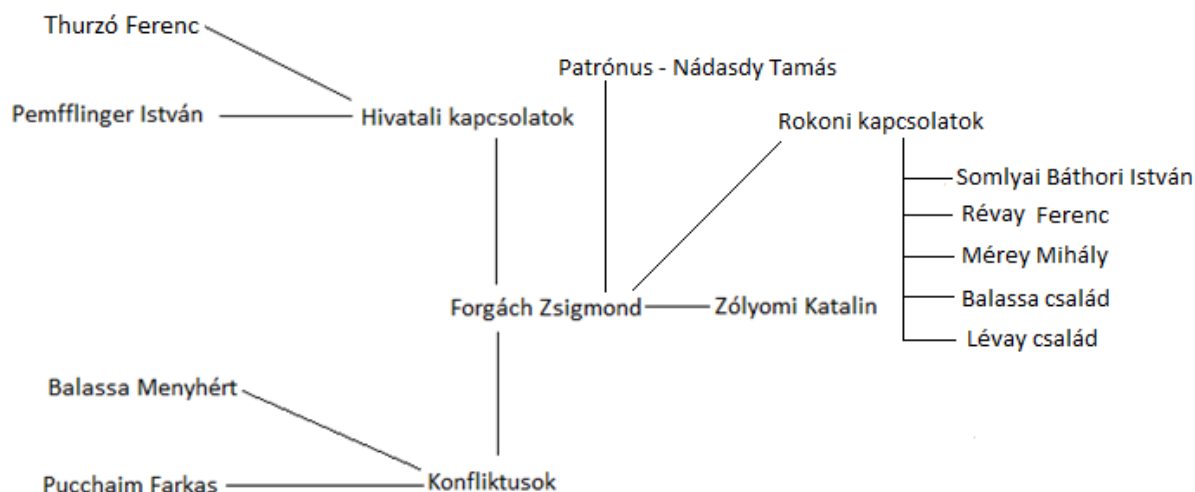 Thurzó Ferenc
Patrónus - Nádasdy Tamás
Pemfflinger István
Hivatali kapcsolatok
Rokoni kapcsolatok
Somlyai Báthori István
Révay Ferenc
Mérey Mihály
Balassa család
Lévay család
Forgách Zsigmond
Zólyomi Katalin
Balassa Menyhért
Pucchaim Farkas
Konfliktusok